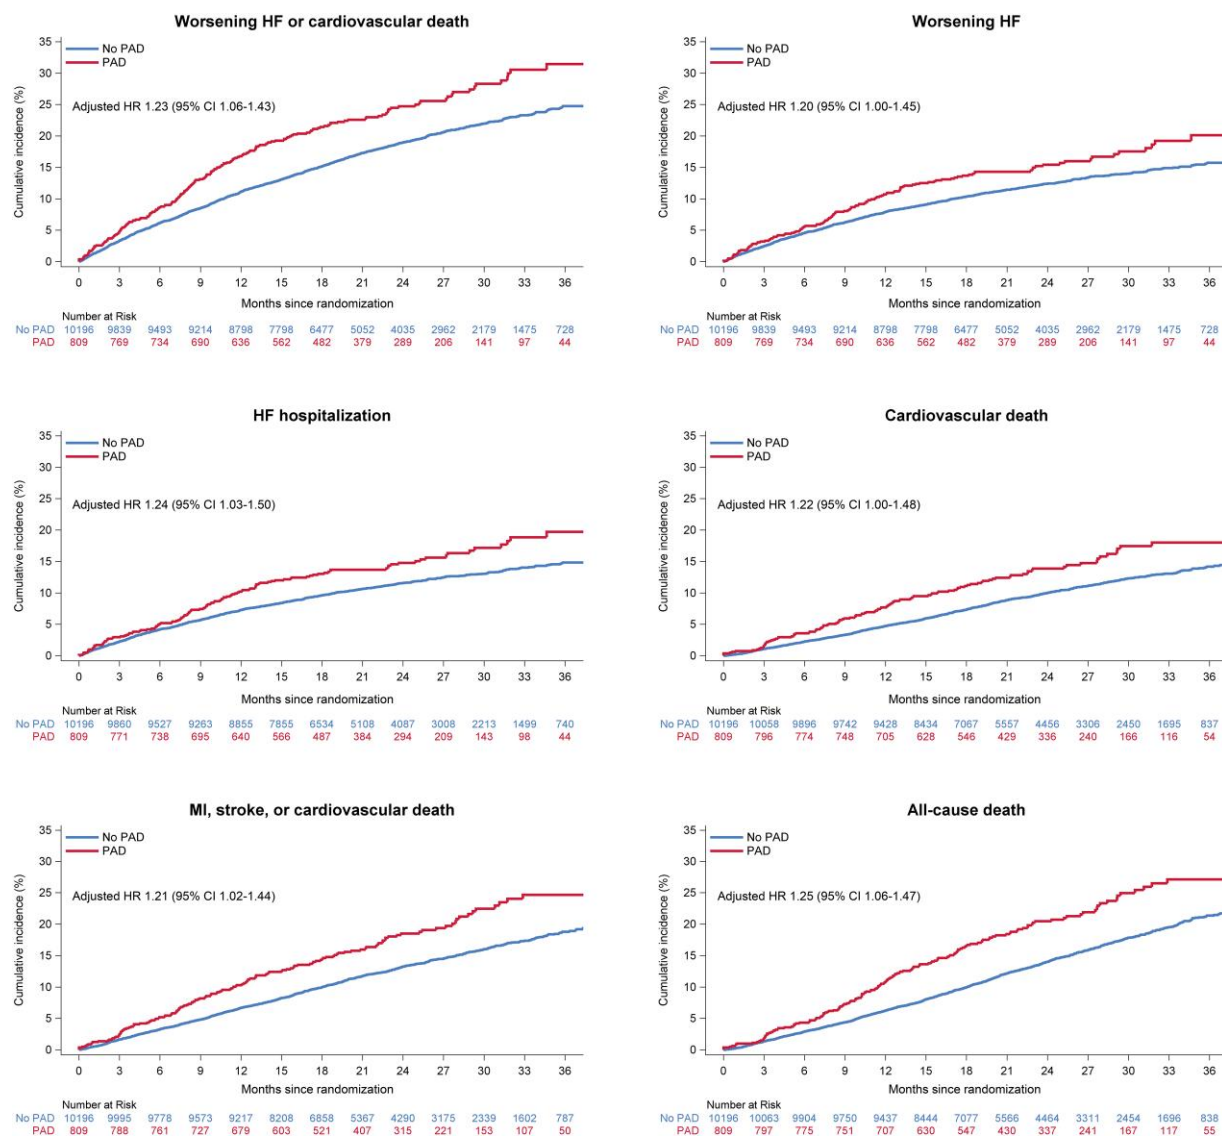 Worsening HF or cardiovascular death
35
30
25
20
15
10
5
0
Cumulative incidence (%)
No PAD
PAD
Adjusted HR 1.23 (95% CI 1.06-1.43)
0 3 6 9 12 15 18 21 24 27 30 33 36
Months since randomization
Number at Risk
No PAD 10196 9839 9493 9214 8798 7798 6477 5052 4035 2962 2179 1475 728
PAD 809 769 734 690 636 562 482 379 289 206 141 97 44
Worsening HF
35
30
25
20
15
10
5
0
Cumulative incidence (%)
No PAD
PAD
Adjusted HR 1.20 (95% CI 1.00-1.45)
0 3 6 9 12 15 18 21 24 27 30 33 36
Months since randomization
Number at Risk
No PAD 10196 9839 9493 9214 8798 7798 6477 5052 4035 2962 2179 1475 728
PAD 809 769 734 690 636 562 482 379 289 206 141 97 44
HF hospitalization
35
30
25
20
15
10
5
0
Cumulative incidence (%)
No PAD
PAD
Adjusted HR 1.24 (95% CI 1.03-1.50)
0 3 6 9 12 15 18 21 24 27 30 33 36
Months since randomization
Number at Risk
No PAD 10196 9860 9527 9263 8855 7855 6534 5108 4087 3008 2213 1499 740
PAD 809 771 738 695 640 566 487 384 294 209 143 98 44
Cardiovascular death
35
30
25
20
15
10
5
0
Cumulative incidence (%)
No PAD
PAD
Adjusted HR 1.22 (95% CI 1.00-1.48)
0 3 6 9 12 15 18 21 24 27 30 33 36
Months since randomization
Number at Risk
No PAD 10196 10058 9896 9742 9428 8434 7067 5557 4456 3306 2450 1695 837
PAD 809 796 774 748 705 628 546 429 336 240 166 116 54
MI, stroke, or cardiovascular death
35
30
25
20
15
10
5
0
Cumulative incidence (%)
No PAD
PAD
Adjusted HR 1.21 (95% CI 1.02-1.44)
0 3 6 9 12 15 18 21 24 27 30 33 36
Months since randomization
Number at Risk
No PAD 10196 9995 9778 9573 9217 8208 6858 5367 4290 3175 2339 1602 787
PAD 809 788 761 727 679 603 521 407 315 221 153 107 50
All-cause death
35
30
25
20
15
10
5
0
Cumulative incidence (%)
No PAD
PAD
Adjusted HR 1.25 (95% CI 1.06-1.47)
0 3 6 9 12 15 18 21 24 27 30 33 36
Months since randomization
Number at Risk
No PAD 10196 10063 9904 9750 9437 8444 7077 5566 4464 3311 2454 1696 838
PAD 809 797 775 751 707 630 547 430 337 241 167 117 55